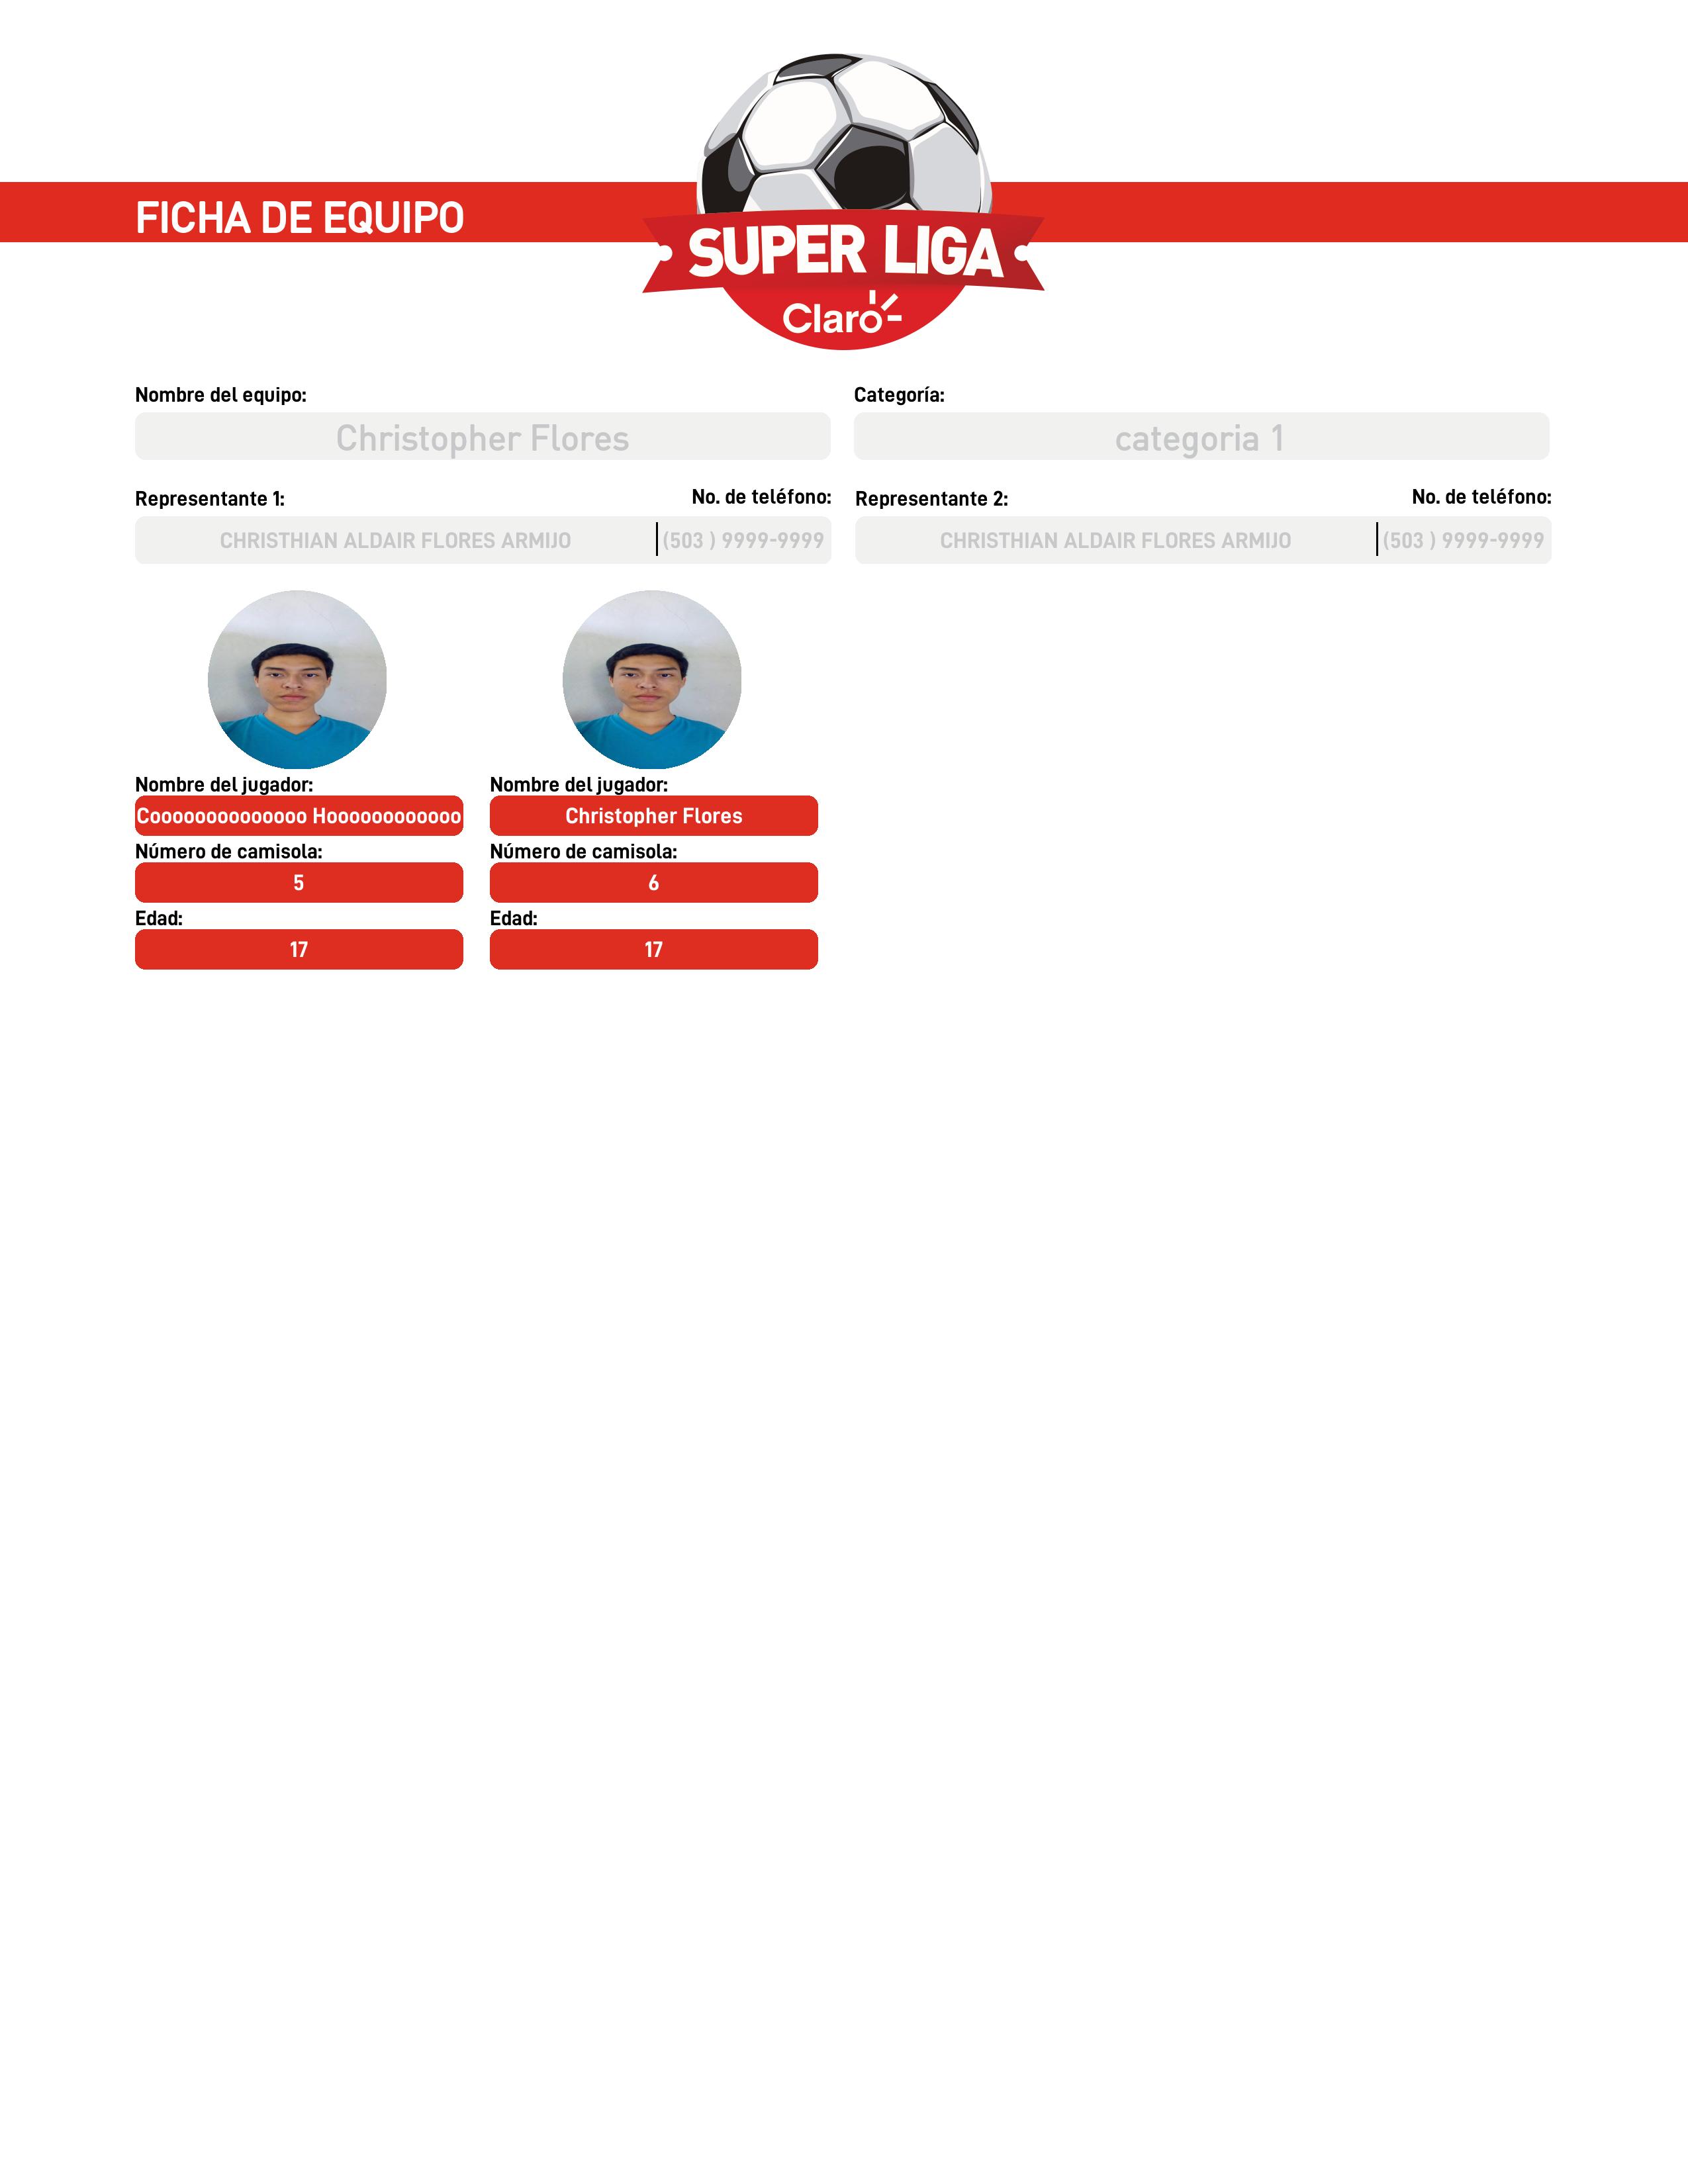 FICHA DE EQUIPO
SUPER LIGA
Claro
Nombre del equipo: Categoría:
Christopher Flores categoria 1
Representante 1: No. de teléfono: Representante 2: No. de teléfono:
CHRISTHIAN ALDAIR FLORES ARMIJO (503 ) 9999-9999 CHRISTHIAN ALDAIR FLORES ARMIJO (503 ) 9999-9999
Nombre del jugador: Nombre del jugador:
Coooooooooooooo Hoooooooooooo Christopher Flores
Número de camisola: Número de camisola:
5 6
Edad: Edad:
17 17